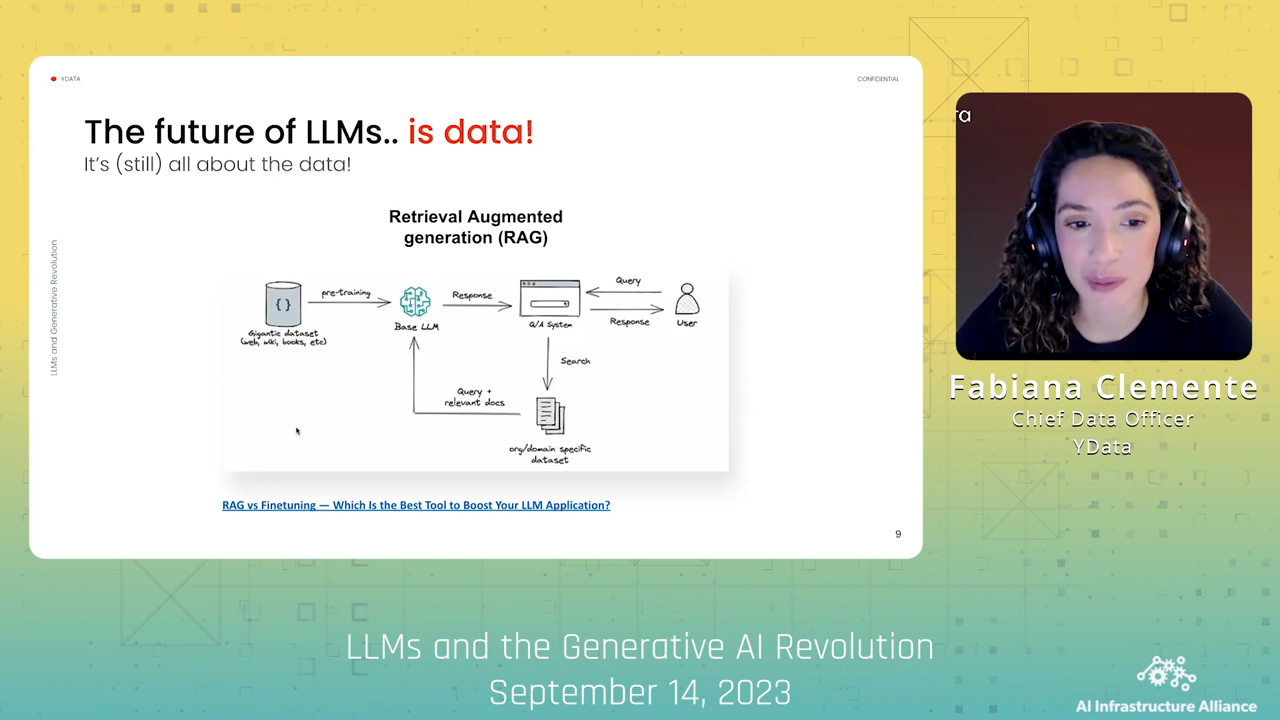 YDATA
CONFIDENTIAL
The future of LLMs.. is data!
It's (still) all about the data!
LLMs and Generative Revolution
Retrieval Augmented
generation (RAG)
{ }
pre-training
Response
Query
Response
Gigantic dataset
(web, wiki, books, etc)
Base LLM
Q/A System
User
Search
Query +
relevant docs
org/domain specific
dataset
RAG vs Finetuning — Which Is the Best Tool to Boost Your LLM Application?
9
ra
Fabiana Clemente
Chief Data Officer
YData
LLMs and the Generative AI Revolution
September 14, 2023
AI Infrastructure Alliance